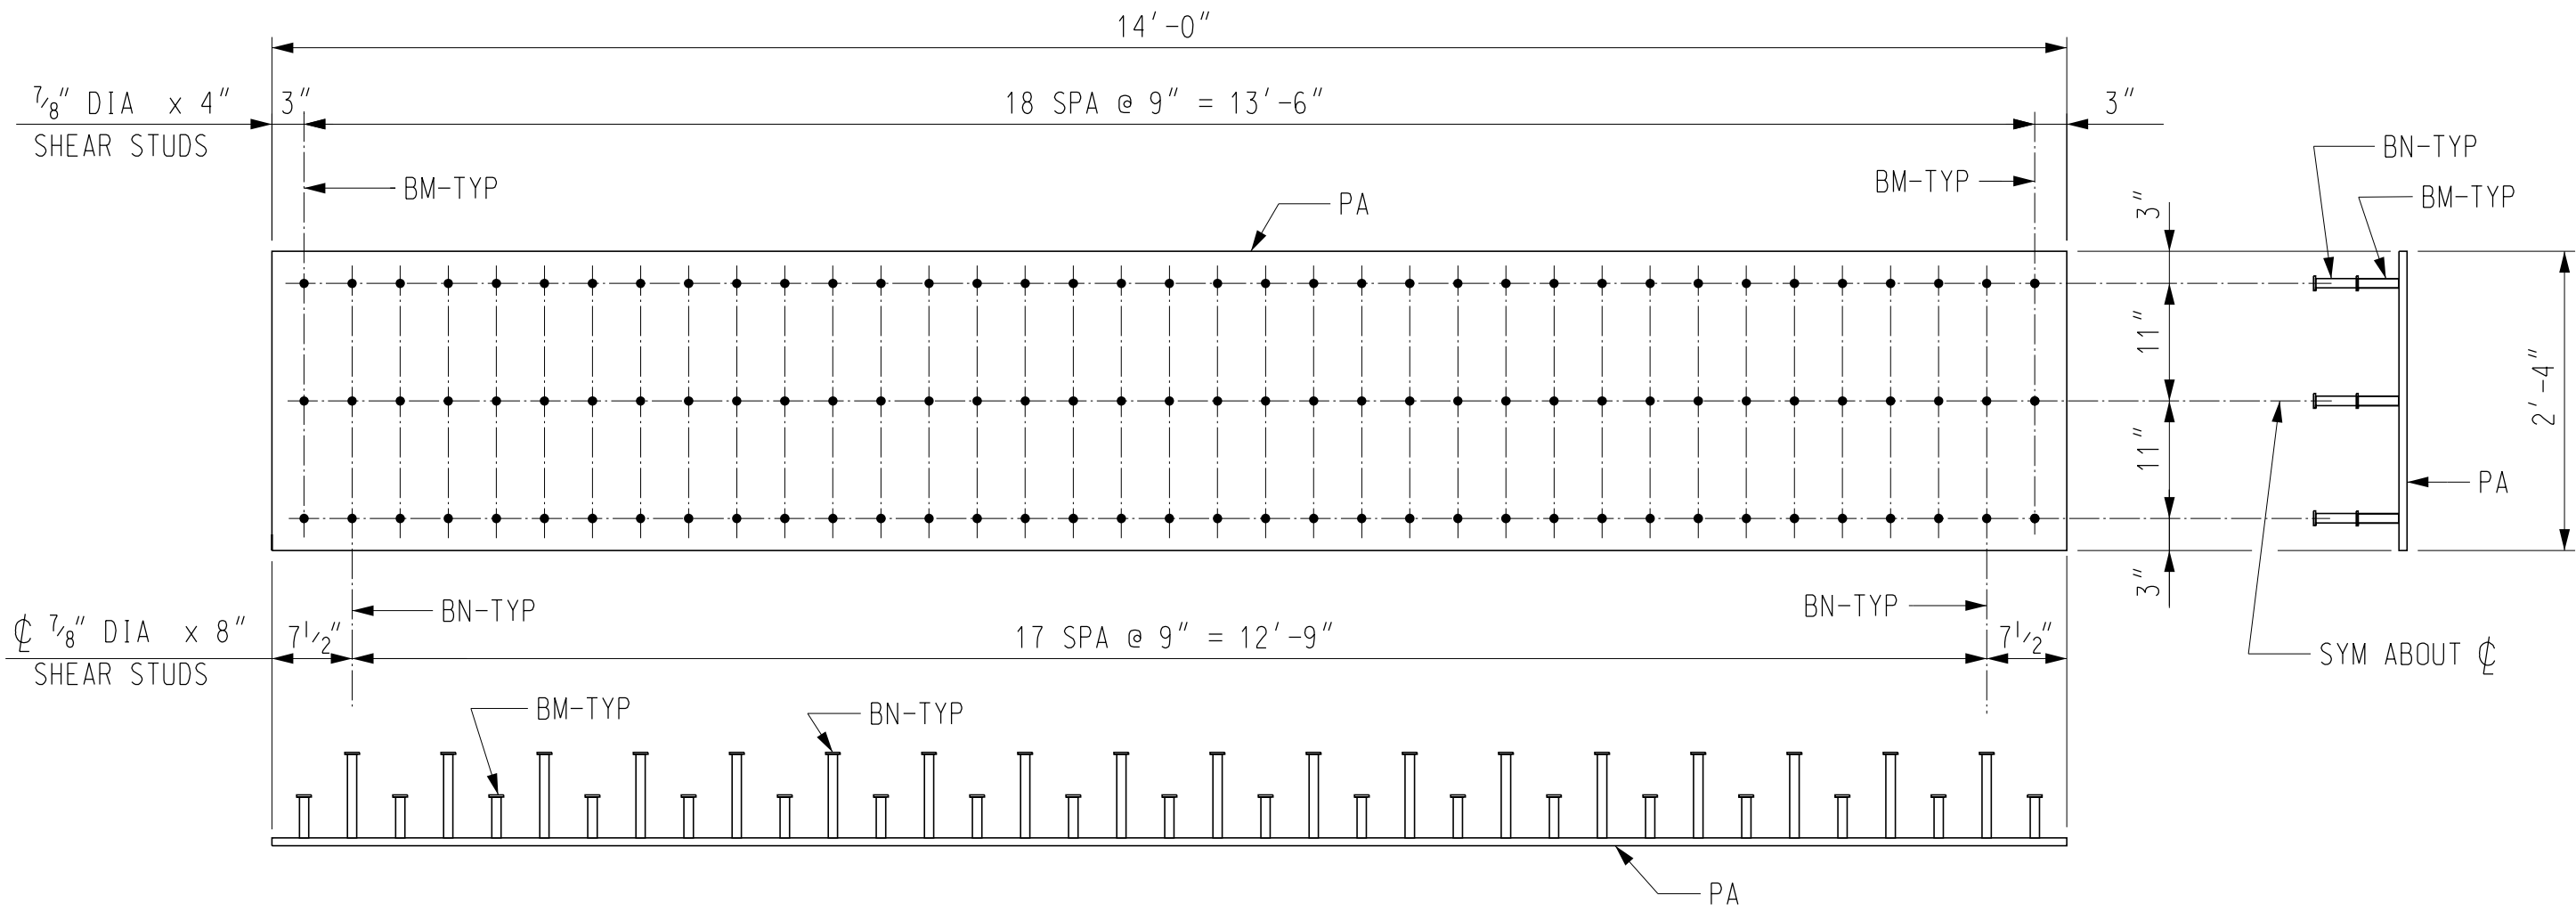 14'-0"
7/8" DIA x 4"
SHEAR STUDS
3"
18 SPA @ 9" = 13'-6"
3"
BM-TYP
BM-TYP
PA
BN-TYP
BM-TYP
3"
11"
11"
3"
2'-4"
PA
SYM ABOUT ℄
BN-TYP
BN-TYP
℄ 7/8" DIA x 8"
SHEAR STUDS
7 1/2"
17 SPA @ 9" = 12'-9"
7 1/2"
BM-TYP
BN-TYP
PA